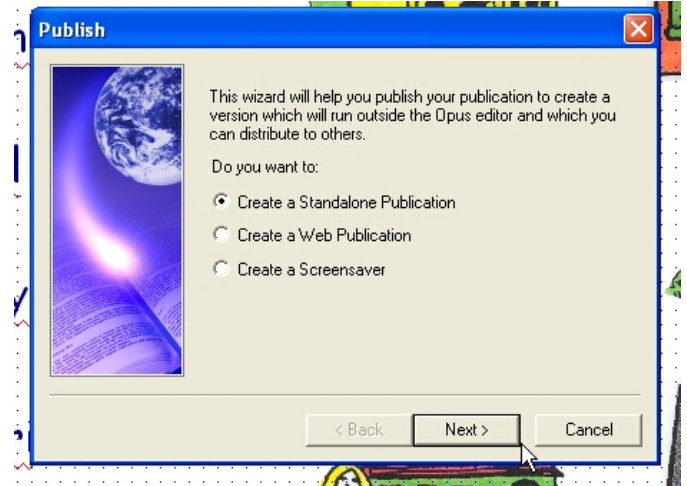 Publish
This wizard will help you publish your publication to create a
version which will run outside the Opus editor and which you
can distribute to others.
Do you want to:
Create a Standalone Publication
Create a Web Publication
Create a Screensaver
< Back
Next >
Cancel